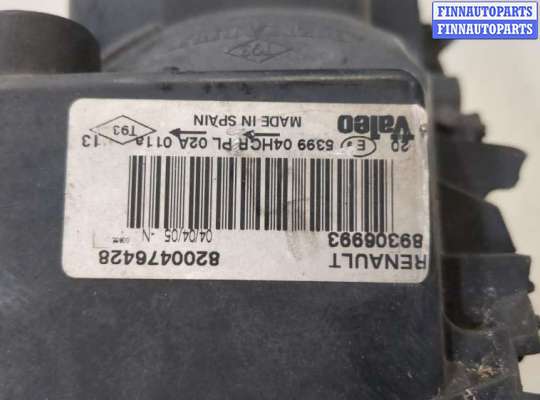 FINNAUTOPARTS
FINNAUTOPARTS
RENAULT
8200476428
89306993
04/04/05 -N
20 5399 04HCR PL 02A 011a 13
T93
Valeo
MADE IN SPAIN